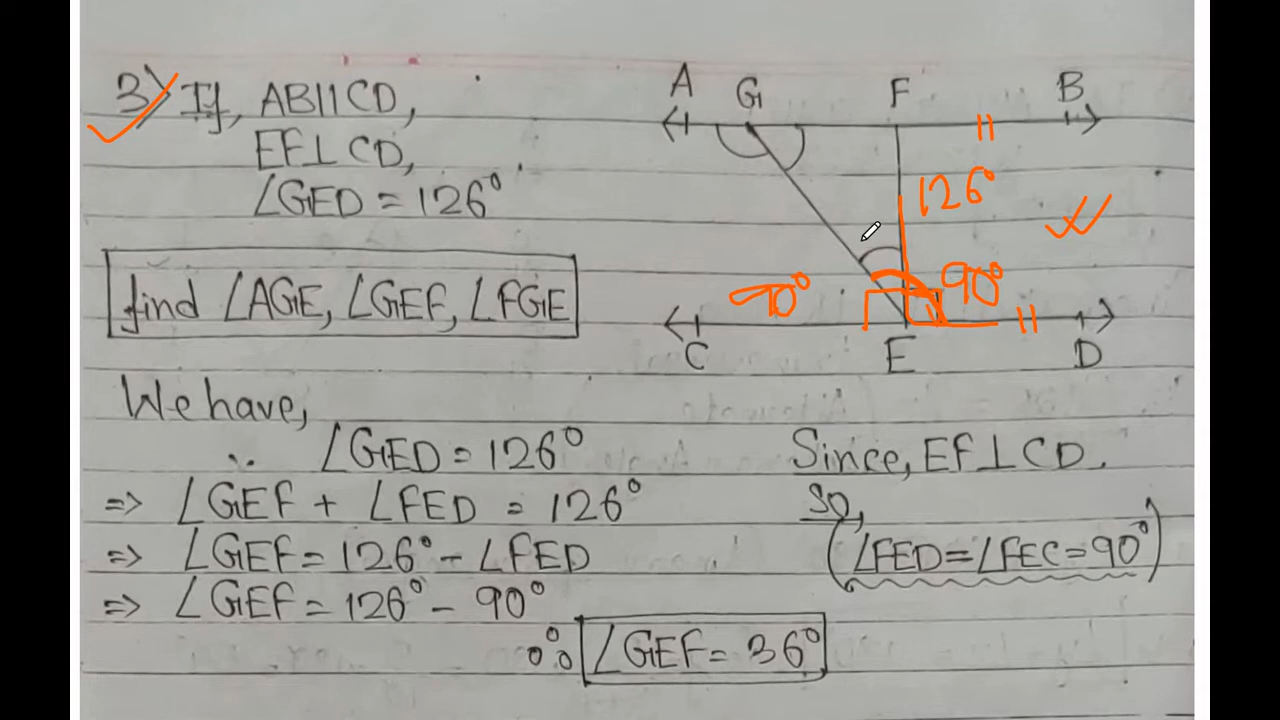 3) If, AB||CD,
EF⊥CD,
∠GED = 126°
find ∠AGE, ∠GEF, ∠FGE
A G F B
126°
90° 90°
C E D
We have,
∴ ∠GED = 126°
⇒ ∠GEF + ∠FED = 126°
⇒ ∠GEF = 126° - ∠FED
⇒ ∠GEF = 126° - 90°
∴ ∠GEF = 36°
Since, EF⊥CD.
So,
(∠FED = ∠FEC = 90°)